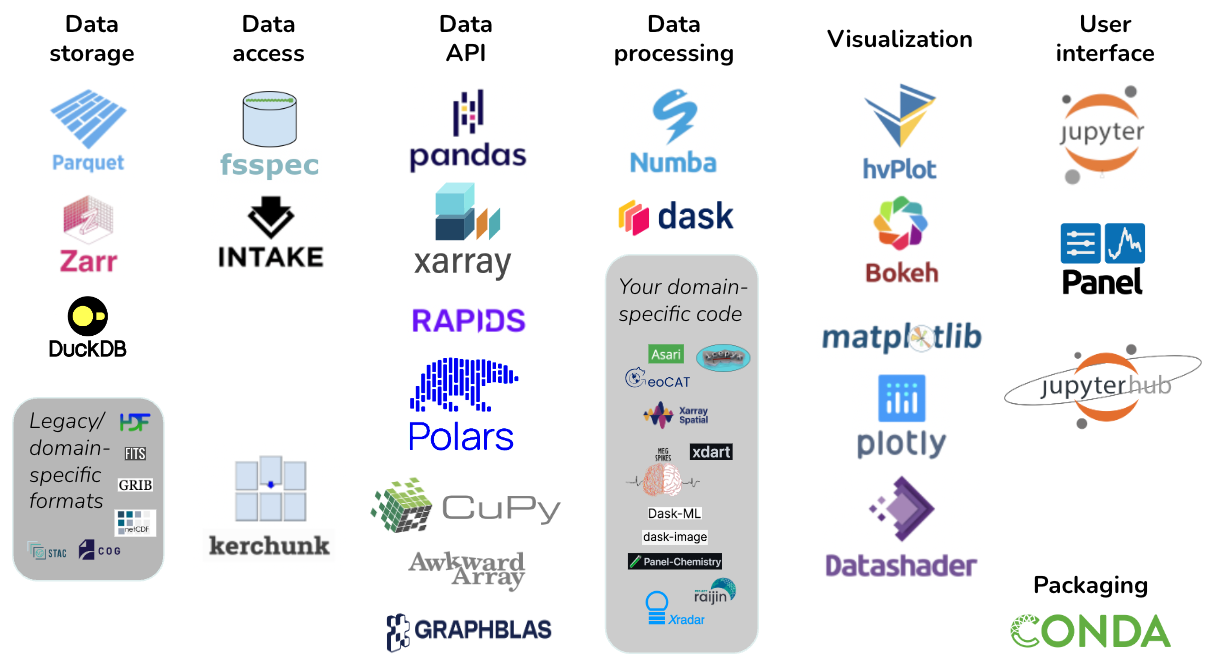 Data
storage
Parquet
Zarr
DuckDB
Legacy/
domain-
specific
formats
HDF
FITS
GRIB
netCDF
STAC
COG
Data
access
fsspec
INTAKE
kerchunk
Data
API
pandas
xarray
RAPIDS
Polars
CuPy
Awkward
Array
GRAPHBLAS
Data
processing
Numba
dask
Your domain-
specific code
Asari
GeoCAT
Xarray
Spatial
MEG
SPIKES
xdart
Dask-ML
dask-image
Panel-Chemistry
raijin
Xradar
Visualization
hvPlot
Bokeh
matplotlib
plotly
Datashader
User
interface
jupyter
Panel
jupyterhub
Packaging
CONDA